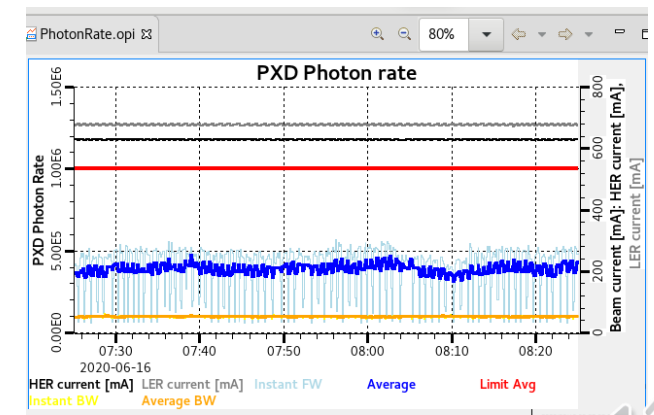 PhotonRate.opi
80%
PXD Photon rate
1.50E6
1.00E6
5.00E5
0.00E0
PXD Photon Rate
800
600
400
200
0
Beam current [mA]: HER current [mA],
LER current [mA]
07:30 07:40 07:50 08:00 08:10 08:20
2020-06-16
HER current [mA] LER current [mA] Instant FW Average Limit Avg
Instant BW Average BW